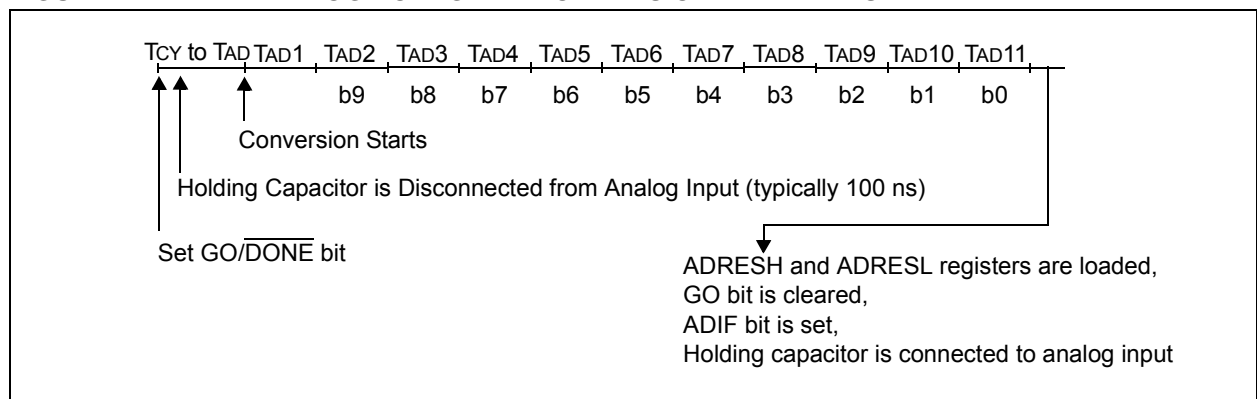 TCY to TAD TAD1 TAD2 TAD3 TAD4 TAD5 TAD6 TAD7 TAD8 TAD9 TAD10 TAD11
b9 b8 b7 b6 b5 b4 b3 b2 b1 b0
Conversion Starts
Holding Capacitor is Disconnected from Analog Input (typically 100 ns)
Set GO/DONE bit
ADRESH and ADRESL registers are loaded,
GO bit is cleared,
ADIF bit is set,
Holding capacitor is connected to analog input